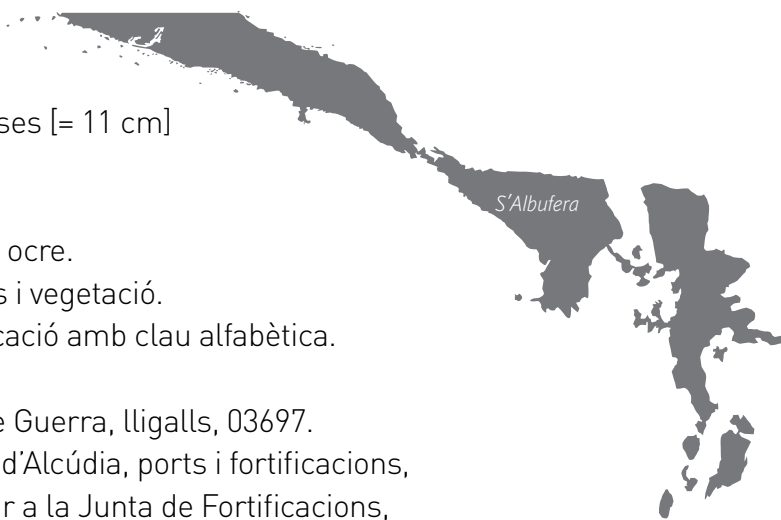 ses [= 11 cm]
S'Albufera
ocre.
s i vegetació.
cació amb clau alfabètica.
e Guerra, lligalls, 03697.
d'Alcúdia, ports i fortificacions,
r a la Junta de Fortificacions,